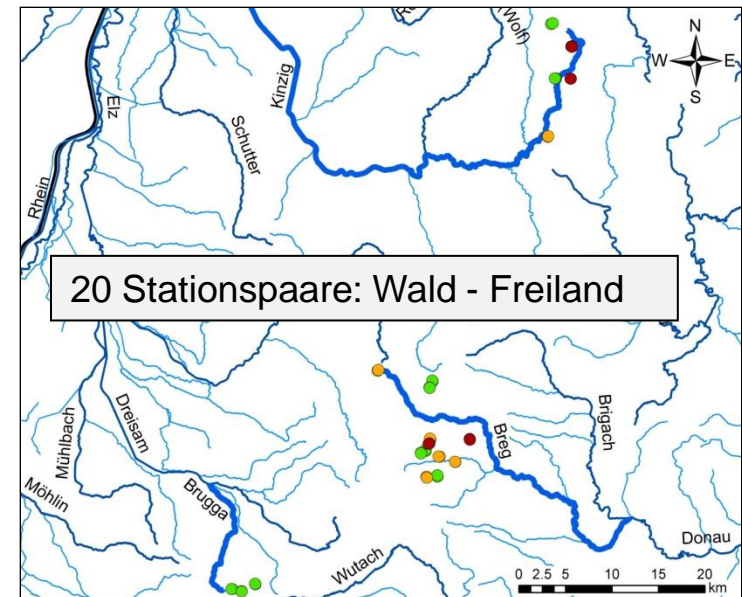 (Wolf)
N
W E
S
Kinzig
Elz
Schutter
Rhein
20 Stationspaare: Wald - Freiland
Dreisam
Mühlbach
Möhlin
Brugga
Breg
Brigach
Wutach
Donau
0 2.5 5 10 15 20
km